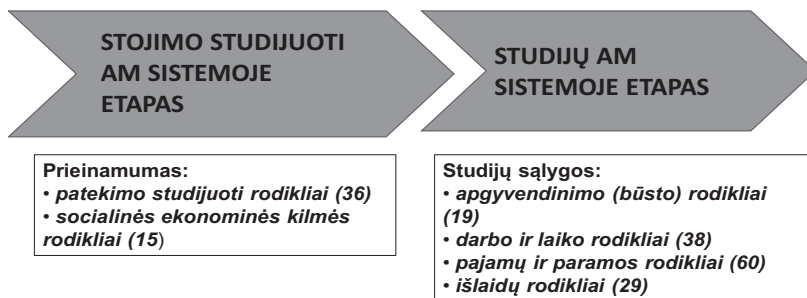 STOJIMO STUDIJUOTI
AM SISTEMOJE
ETAPAS
STUDIJŲ AM
SISTEMOJE ETAPAS
Prieinamumas:
• patekimo studijuoti rodikliai (36)
• socialinės ekonominės kilmės
rodikliai (15)
Studijų sąlygos:
• apgyvendinimo (būsto) rodikliai
(19)
• darbo ir laiko rodikliai (38)
• pajamų ir paramos rodikliai (60)
• išlaidų rodikliai (29)